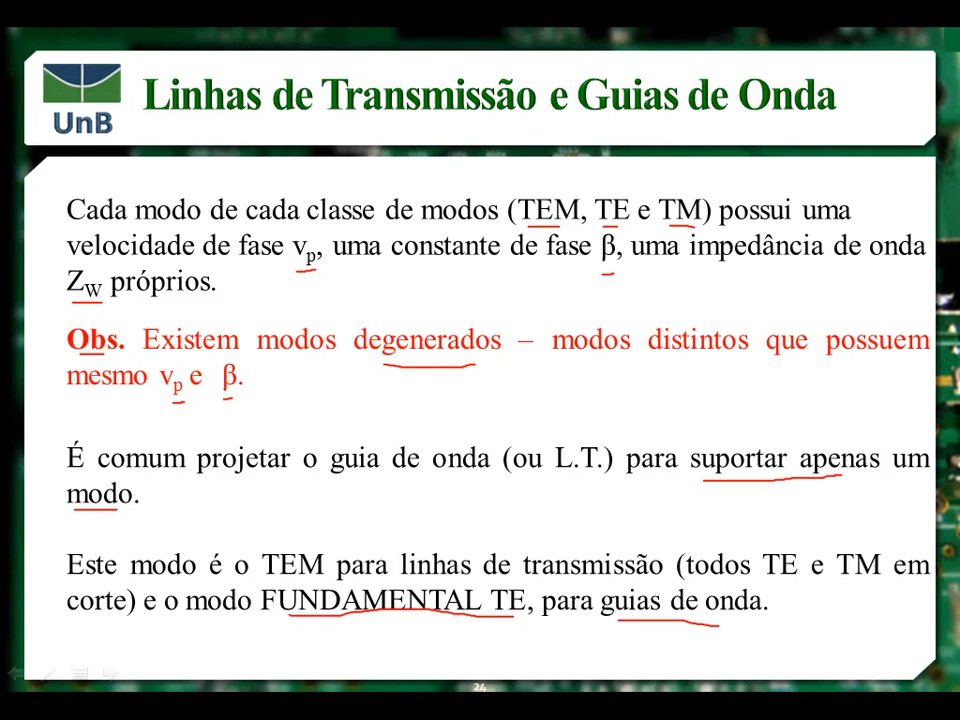 UnB
Linhas de Transmissão e Guias de Onda
Cada modo de cada classe de modos (TEM, TE e TM) possui uma
velocidade de fase vₚ, uma constante de fase β, uma impedância de onda
Z_W próprios.
Obs. Existem modos degenerados – modos distintos que possuem
mesmo vₚ e β.
É comum projetar o guia de onda (ou L.T.) para suportar apenas um
modo.
Este modo é o TEM para linhas de transmissão (todos TE e TM em
corte) e o modo FUNDAMENTAL TE, para guias de onda.
24